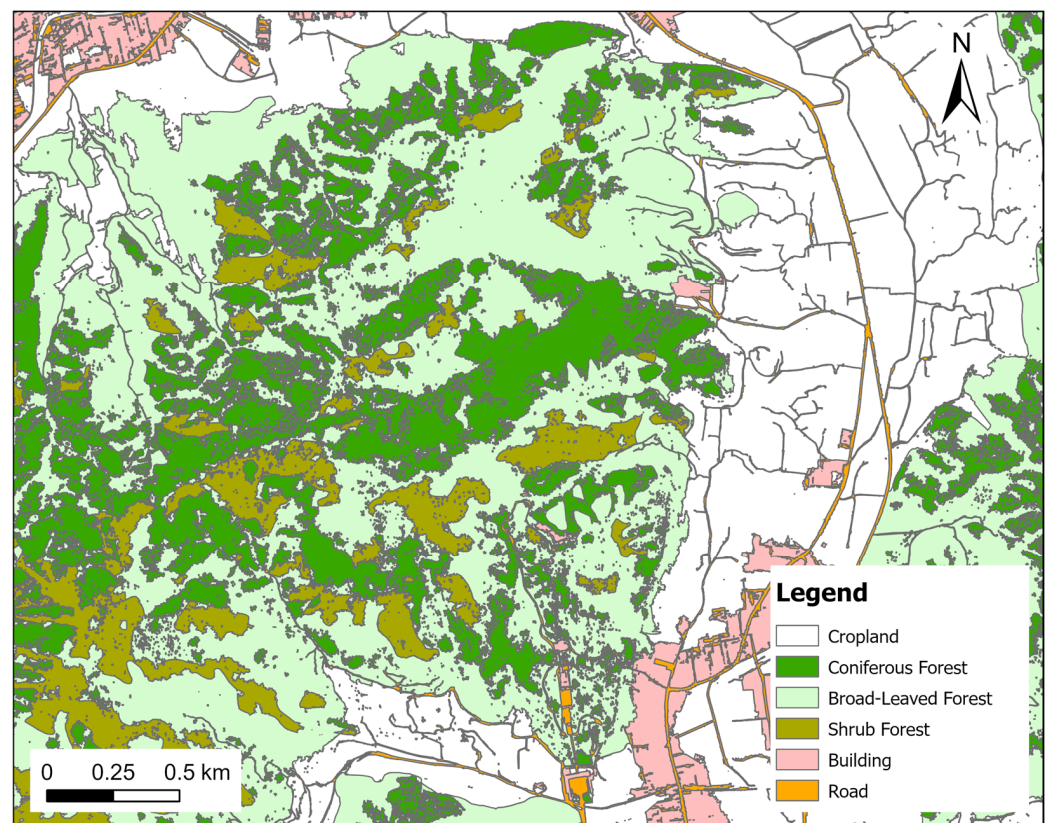 N
Legend
Cropland
Coniferous Forest
Broad-Leaved Forest
Shrub Forest
Building
Road
0 0.25 0.5 km